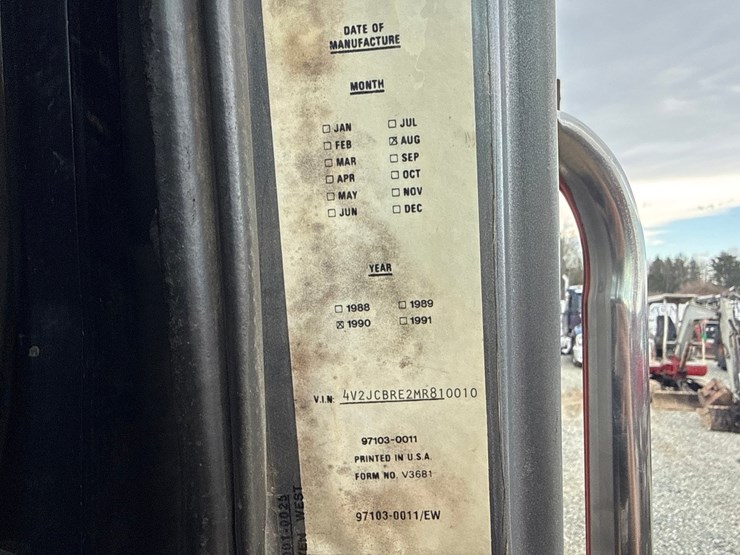 DATE OF
MANUFACTURE
MONTH
☐ JAN ☐ JUL
☐ FEB ☒ AUG
☐ MAR ☐ SEP
☐ APR ☐ OCT
☐ MAY ☐ NOV
☐ JUN ☐ DEC
YEAR
☐ 1988 ☐ 1989
☒ 1990 ☐ 1991
V.I.N. 4V2JCBRE2MR810010
97103-0011
PRINTED IN U.S.A.
FORM NO. V3681
97103-0011/EW
WEST